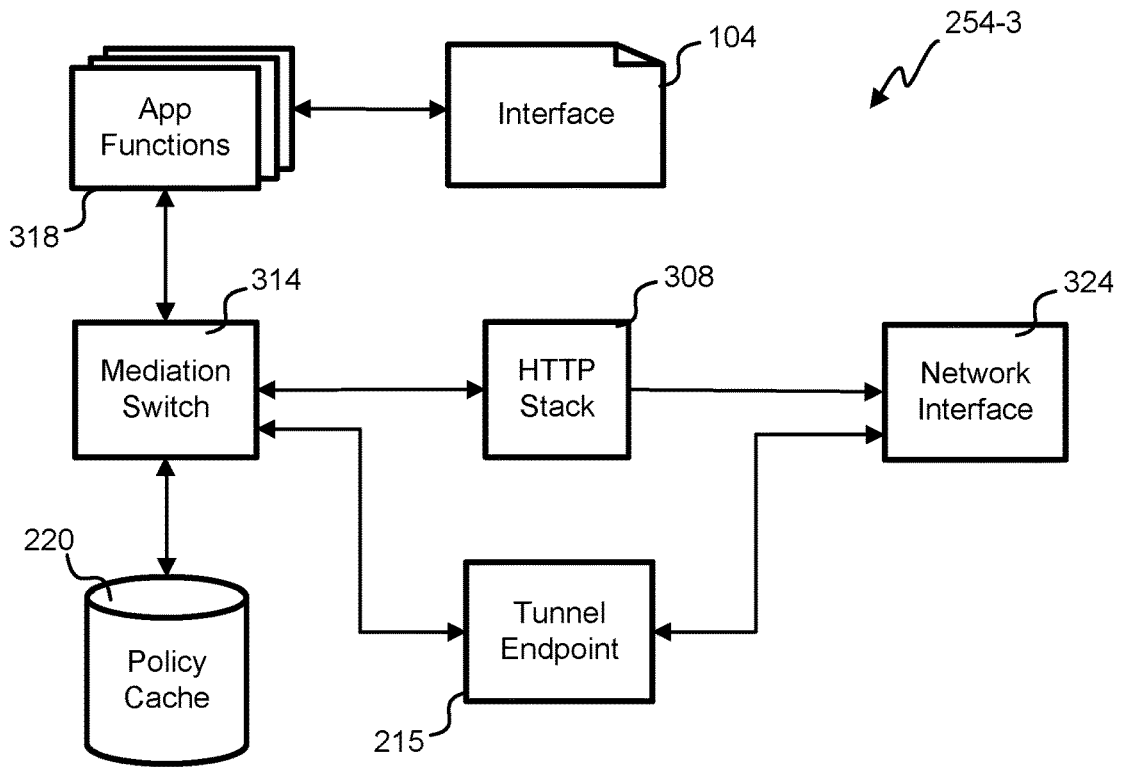 254-3
104
App
Functions
Interface
318
314
308
324
Mediation
Switch
HTTP
Stack
Network
Interface
220
Tunnel
Endpoint
Policy
Cache
215